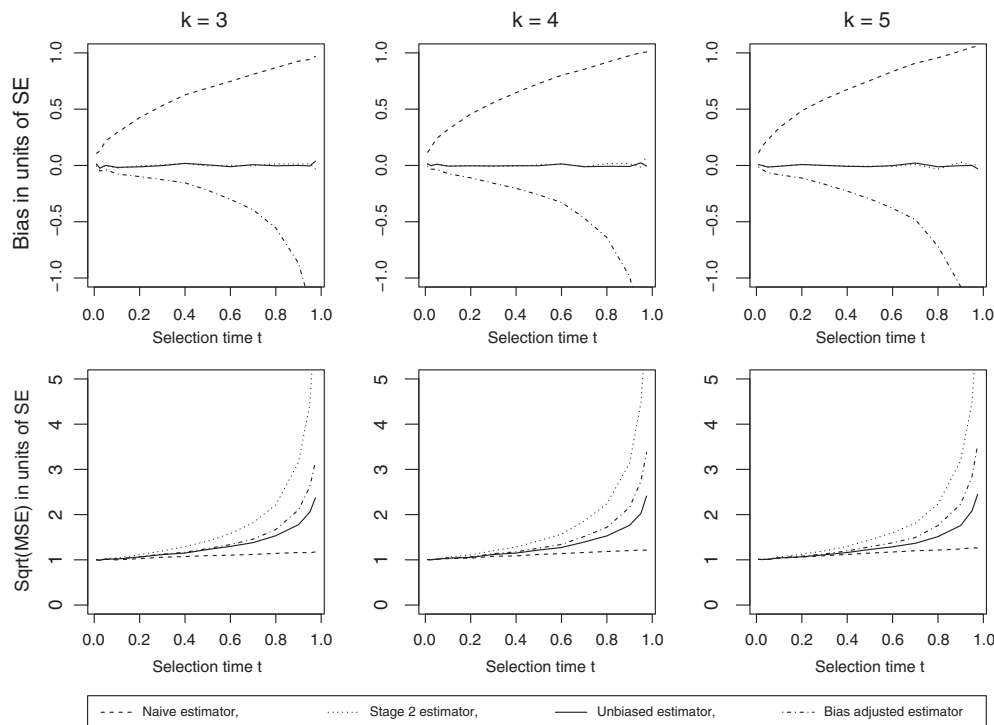 k = 3
k = 4
k = 5
Bias in units of SE
1.0
0.5
0.0
−0.5
−1.0
0.0 0.2 0.4 0.6 0.8 1.0
Selection time t
1.0
0.5
0.0
−0.5
−1.0
0.0 0.2 0.4 0.6 0.8 1.0
Selection time t
1.0
0.5
0.0
−0.5
−1.0
0.0 0.2 0.4 0.6 0.8 1.0
Selection time t
Sqrt(MSE) in units of SE
5
4
3
2
1
0
0.0 0.2 0.4 0.6 0.8 1.0
Selection time t
5
4
3
2
1
0
0.0 0.2 0.4 0.6 0.8 1.0
Selection time t
5
4
3
2
1
0
0.0 0.2 0.4 0.6 0.8 1.0
Selection time t
Naive estimator, Stage 2 estimator, Unbiased estimator, Bias adjusted estimator